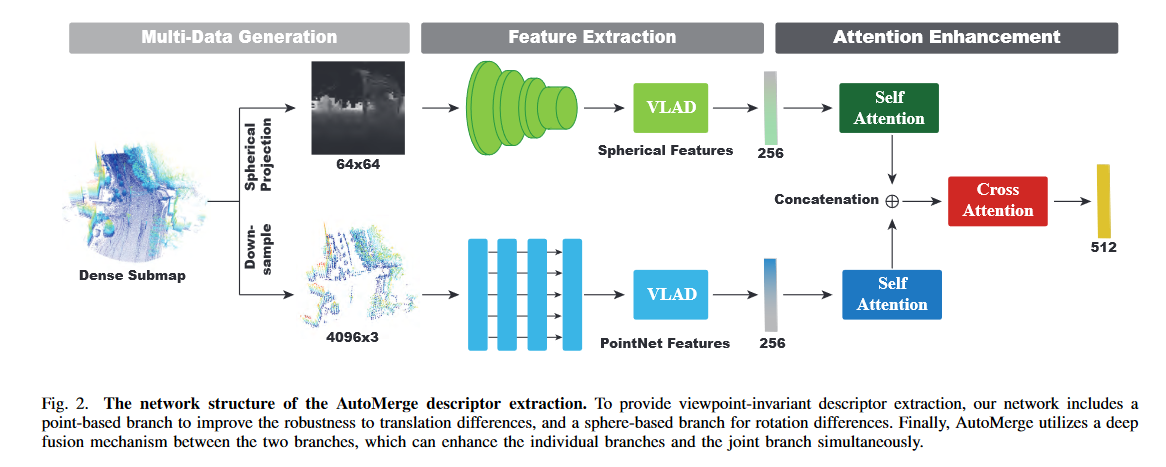 Multi-Data Generation
Feature Extraction
Attention Enhancement
Spherical
Projection
64x64
VLAD
Spherical Features
256
Self
Attention
Dense Submap
Concatenation
Cross
Attention
512
Down-
sample
4096x3
VLAD
PointNet Features
256
Self
Attention
Fig. 2. The network structure of the AutoMerge descriptor extraction. To provide viewpoint-invariant descriptor extraction, our network includes a
point-based branch to improve the robustness to translation differences, and a sphere-based branch for rotation differences. Finally, AutoMerge utilizes a deep
fusion mechanism between the two branches, which can enhance the individual branches and the joint branch simultaneously.